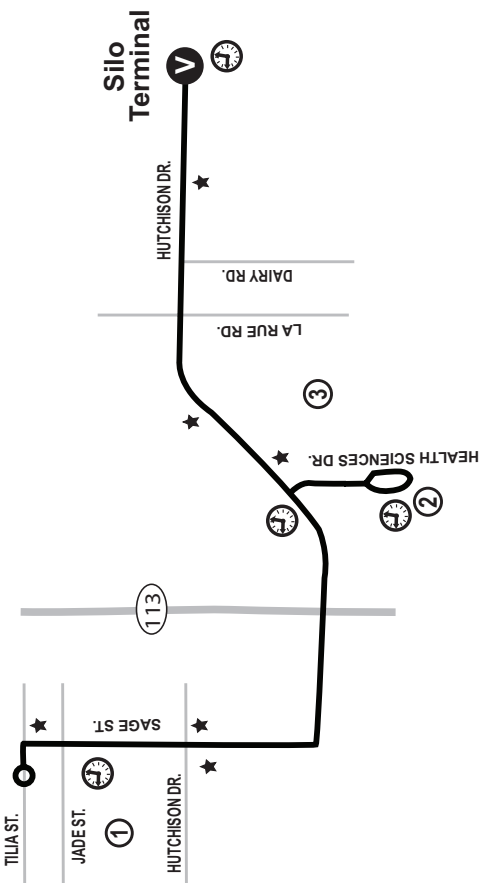 Silo
Terminal
V
HUTCHISON DR.
DAIRY RD.
LA RUE RD.
3
HEALTH SCIENCES DR.
2
113
SAGE ST.
TILIA ST.
JADE ST.
1
HUTCHISON DR.